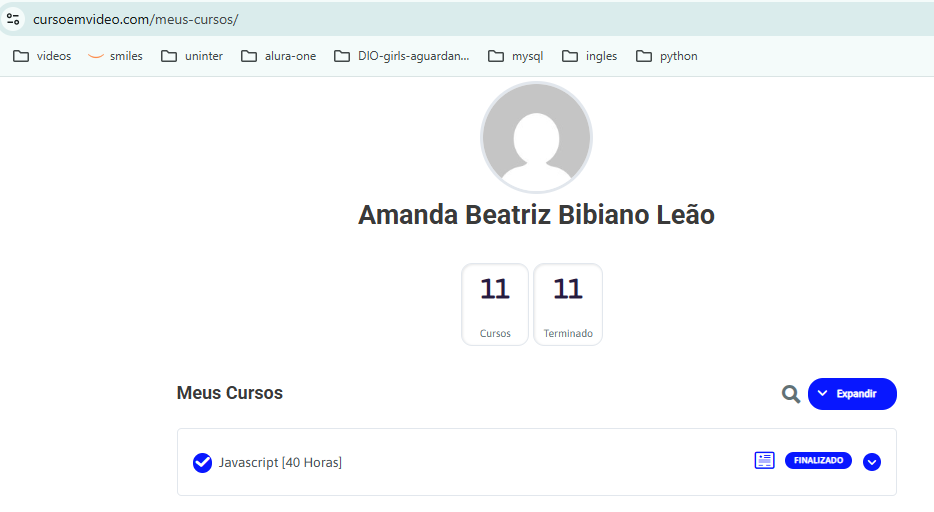 cursoemvideo.com/meus-cursos/
videos smiles uninter alura-one DIO-girls-aguardan... mysql ingles python
Amanda Beatriz Bibiano Leão
11 11
Cursos Terminado
Meus Cursos Expandir
Javascript [40 Horas] FINALIZADO